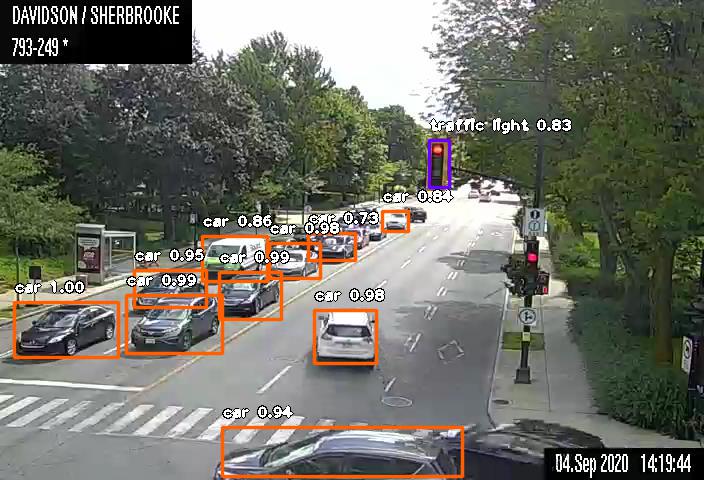 DAVIDSON / SHERBROOKE
793-249 *
traffic light 0.83
car 0.84
car 0.86
car 0.73
car 0.98
car 0.95
car 0.99
car 0.99
car 1.00
car 0.98
car 0.94
04.Sep 2020 14:19:44